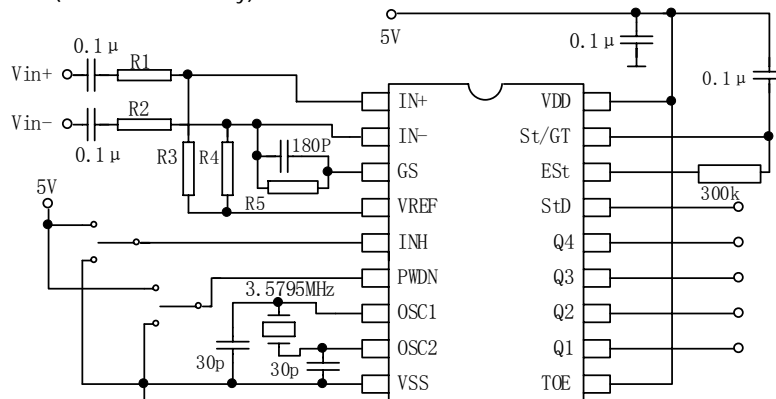 5V
0.1μ
0.1μ
0.1μ
Vin+
R1
Vin-
R2
0.1μ
R3
R4
180P
R5
5V
3.5795MHz
30p
30p
IN+
IN-
GS
VREF
INH
PWDN
OSC1
OSC2
VSS
VDD
St/GT
ESt
StD
Q4
Q3
Q2
Q1
TOE
300k